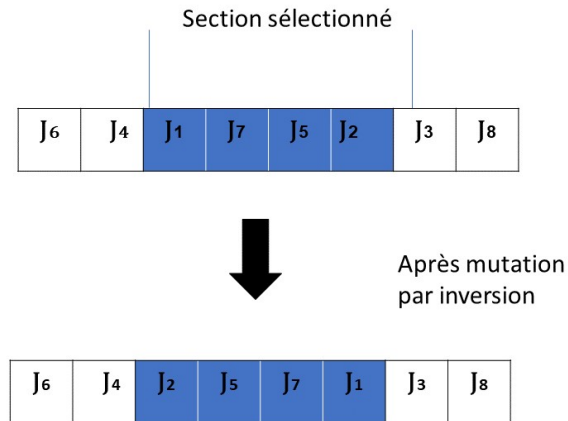 Section sélectionné
J6 J4 J1 J7 J5 J2 J3 J8
Après mutation
par inversion
J6 J4 J2 J5 J7 J1 J3 J8